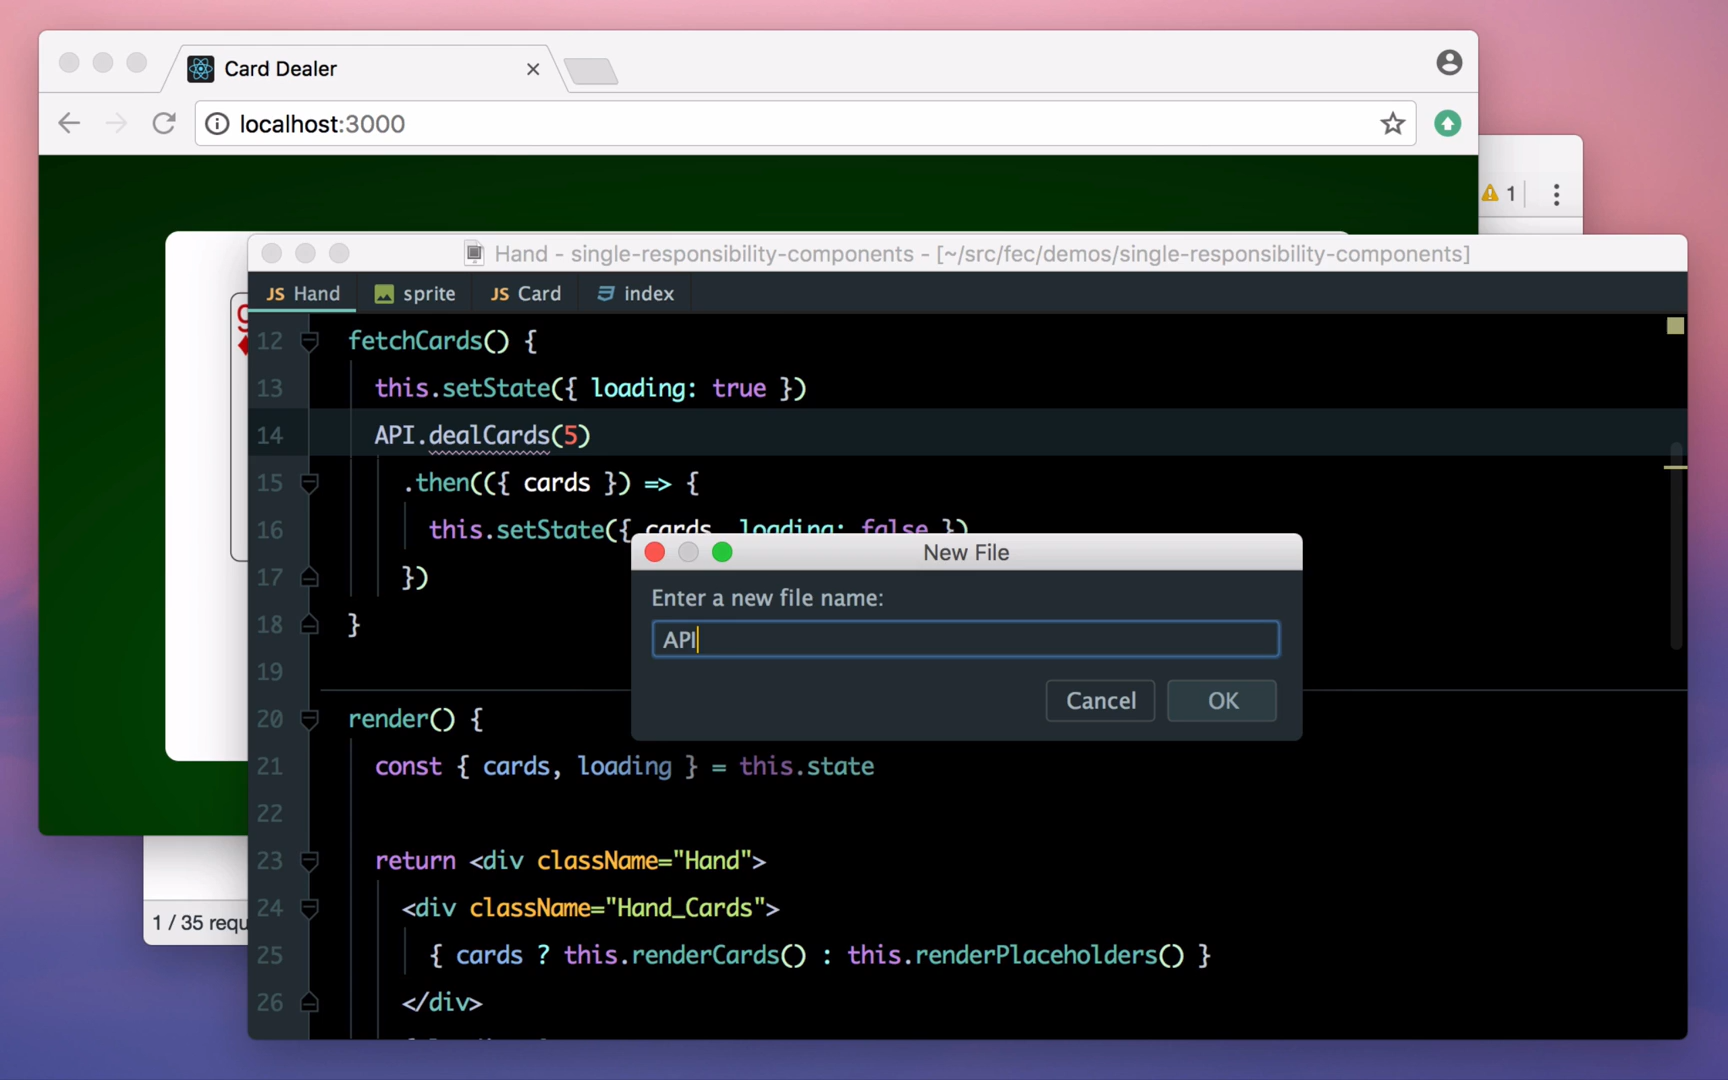 Card Dealer
localhost:3000
1
Hand - single-responsibility-components - [~/src/fec/demos/single-responsibility-components]
JS Hand
sprite
JS Card
index
12 fetchCards() {
13 this.setState({ loading: true })
14 API.dealCards(5)
15 .then(({ cards }) => {
16 this.setState({ cards, loading: false })
17 })
18 }
19
20 render() {
21 const { cards, loading } = this.state
22
23 return <div className="Hand">
24 <div className="Hand_Cards">
25 { cards ? this.renderCards() : this.renderPlaceholders() }
26 </div>
New File
Enter a new file name:
API
Cancel
OK
1 / 35 requ